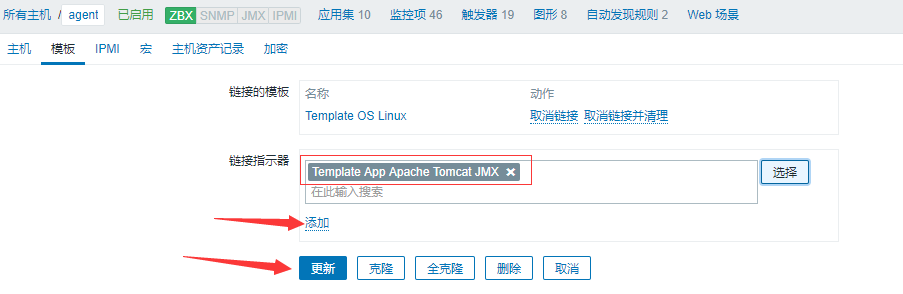 所有主机 / agent 已启用 ZBX SNMP JMX IPMI 应用集 10 监控项 46 触发器 19 图形 8 自动发现规则 2 Web 场景
主机 模板 IPMI 宏 主机资产记录 加密
链接的模板 名称 动作
Template OS Linux 取消链接 取消链接并清理
链接指示器 Template App Apache Tomcat JMX 选择
在此输入搜索
添加
更新 克隆 全克隆 删除 取消